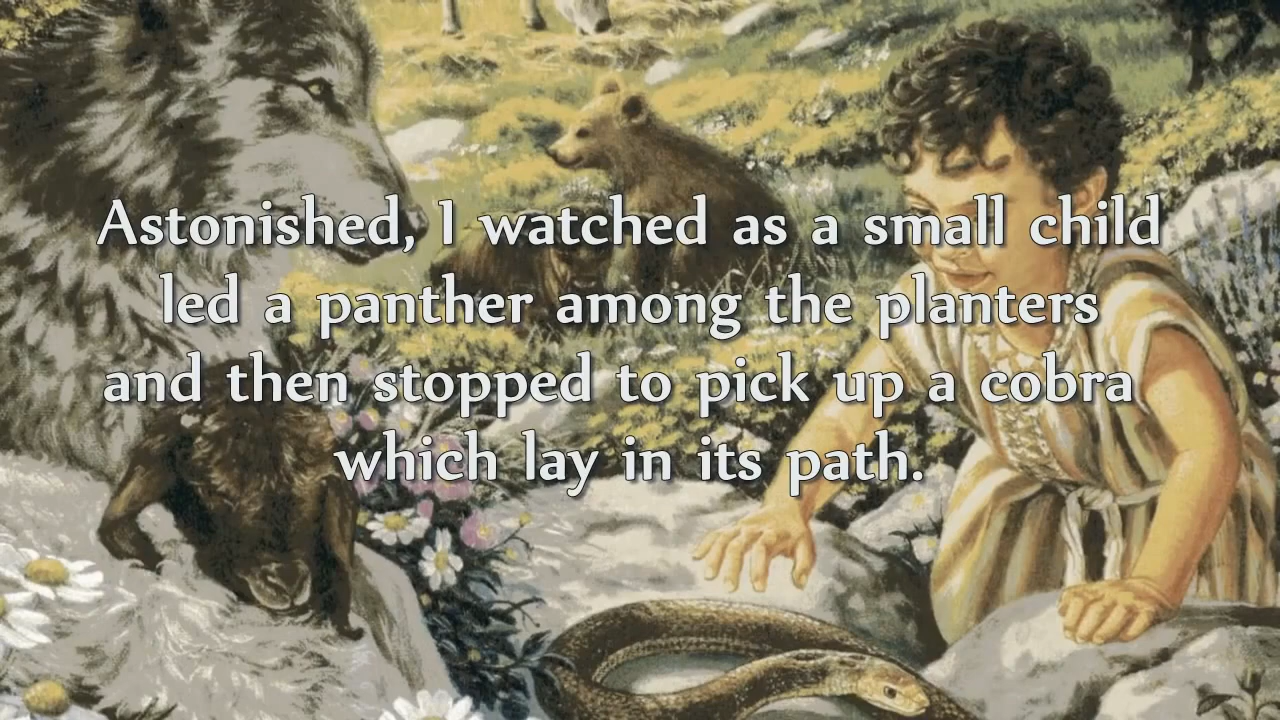 Astonished, I watched as a small child
led a panther among the planters
and then stopped to pick up a cobra
which lay in its path.